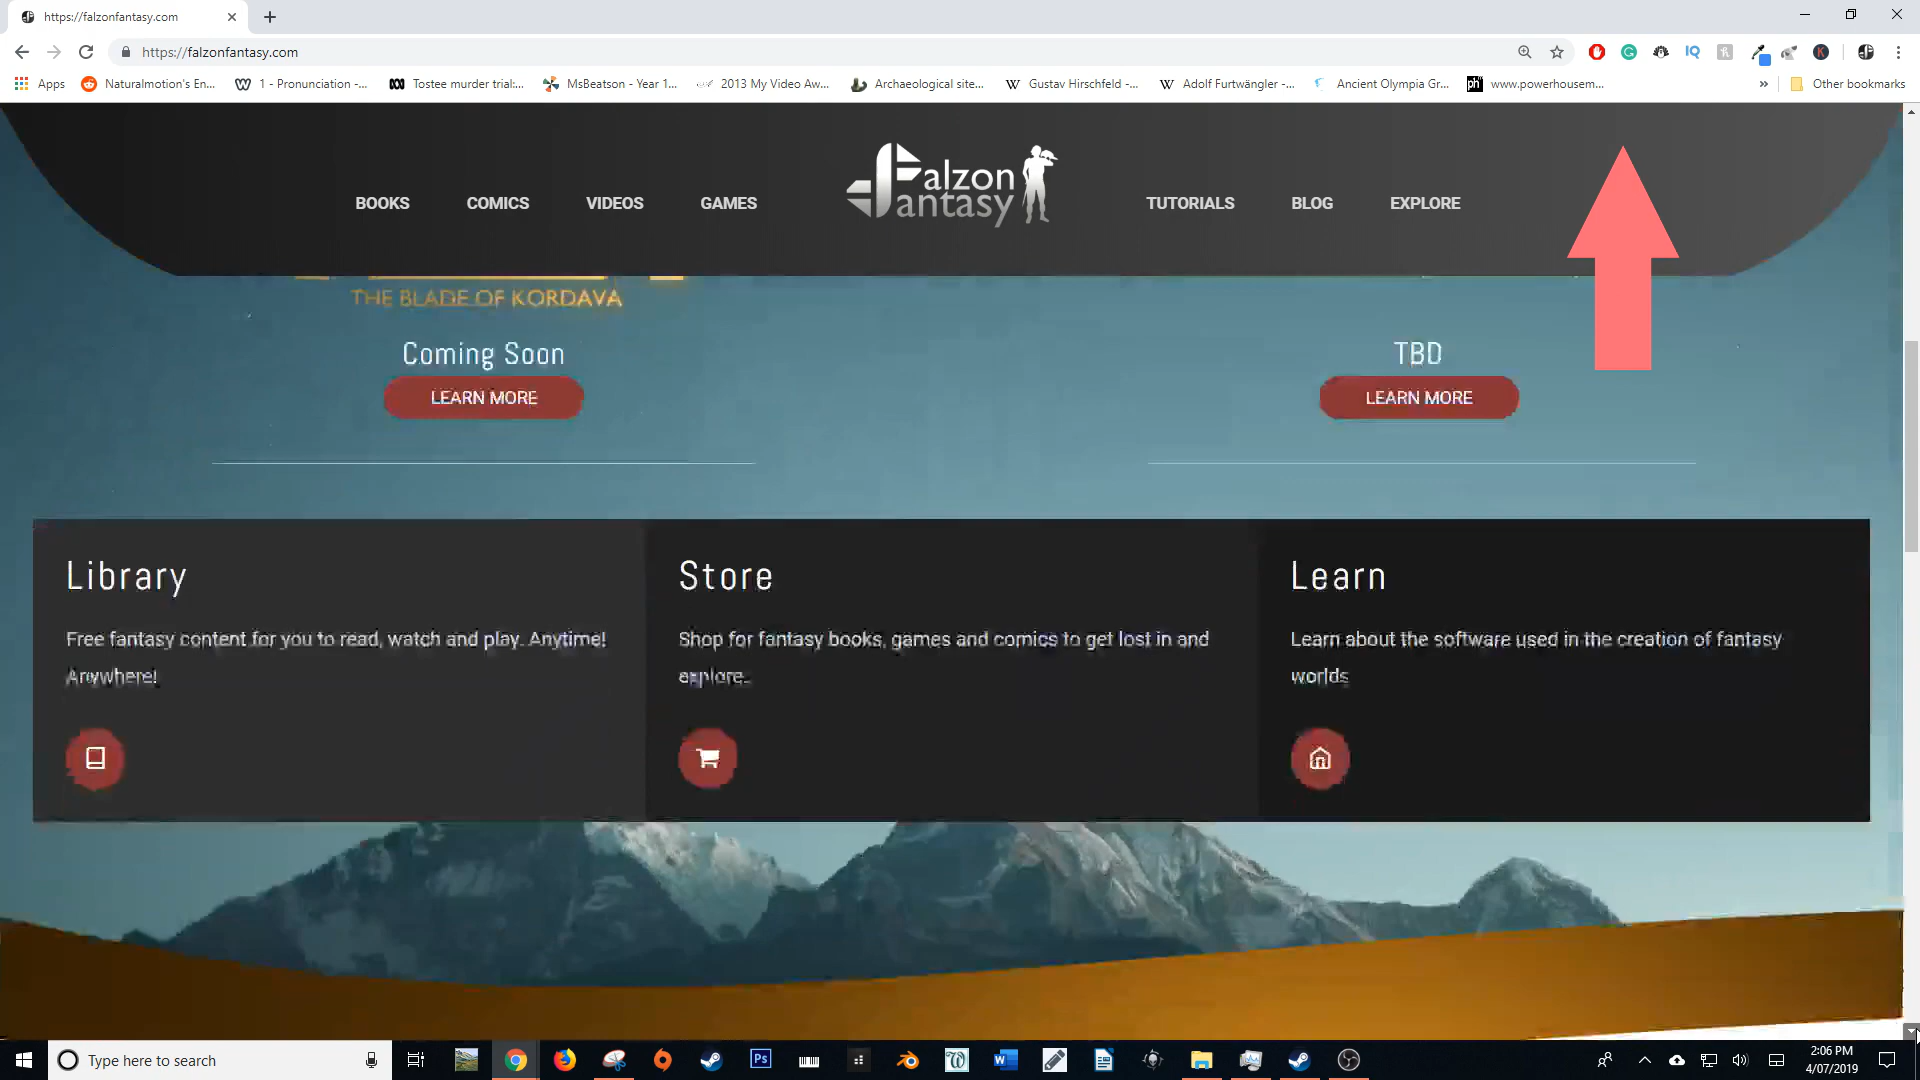 https://falzonfantasy.com
https://falzonfantasy.com
Apps
Naturalmotion's En...
1 - Pronunciation -...
Tostee murder trial:...
MsBeatson - Year 1...
2013 My Video Aw...
Archaeological site...
Gustav Hirschfeld -...
Adolf Furtwängler -...
Ancient Olympia Gr...
www.powerhousem...
»
Other bookmarks
BOOKS
COMICS
VIDEOS
GAMES
Falzon
Fantasy
TUTORIALS
BLOG
EXPLORE
THE BLADE OF KORDAVA
Coming Soon
LEARN MORE
TBD
LEARN MORE
Library
Free fantasy content for you to read, watch and play. Anytime!
Anywhere!
Store
Shop for fantasy books, games and comics to get lost in and
explore.
Learn
Learn about the software used in the creation of fantasy
worlds
Type here to search
2:06 PM
4/07/2019